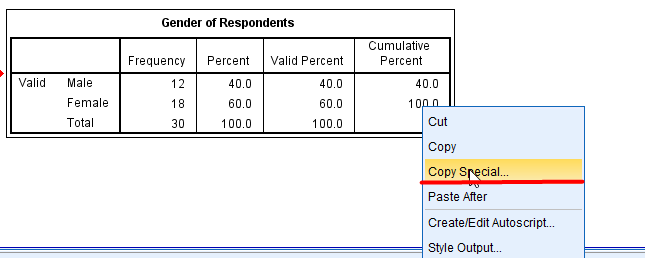 Gender of Respondents
Cumulative
Frequency Percent Valid Percent Percent
Valid Male 12 40.0 40.0 40.0
Female 18 60.0 60.0 100.0
Total 30 100.0 100.0
Cut
Copy
Copy Special...
Paste After
Create/Edit Autoscript...
Style Output...